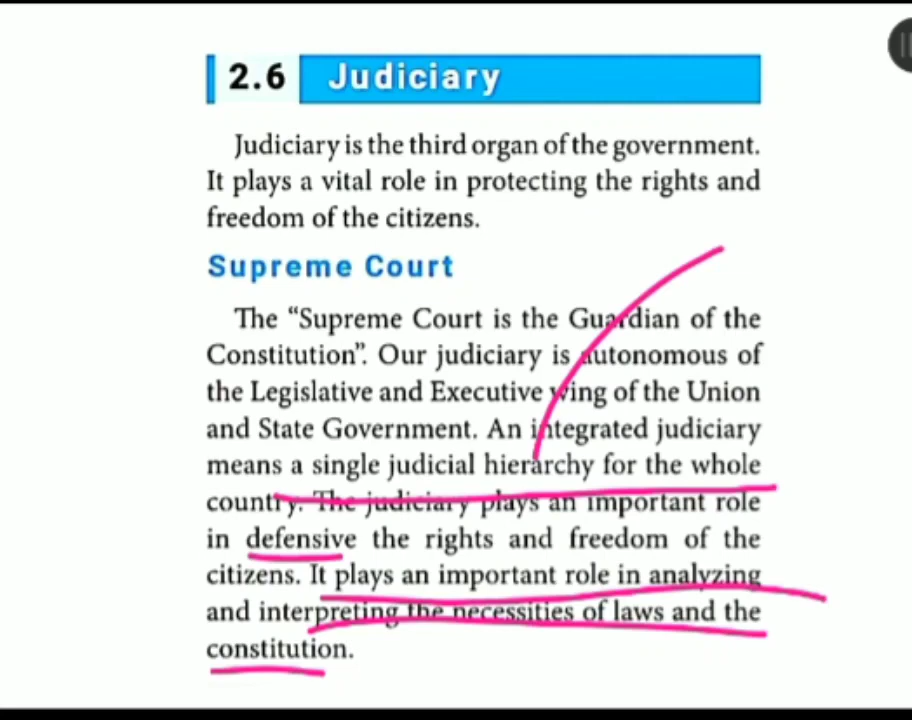 2.6 Judiciary
Judiciary is the third organ of the government.
It plays a vital role in protecting the rights and
freedom of the citizens.
Supreme Court
The “Supreme Court is the Guardian of the
Constitution”. Our judiciary is autonomous of
the Legislative and Executive wing of the Union
and State Government. An integrated judiciary
means a single judicial hierarchy for the whole
country. The judiciary plays an important role
in defensive the rights and freedom of the
citizens. It plays an important role in analyzing
and interpreting the necessities of laws and the
constitution.